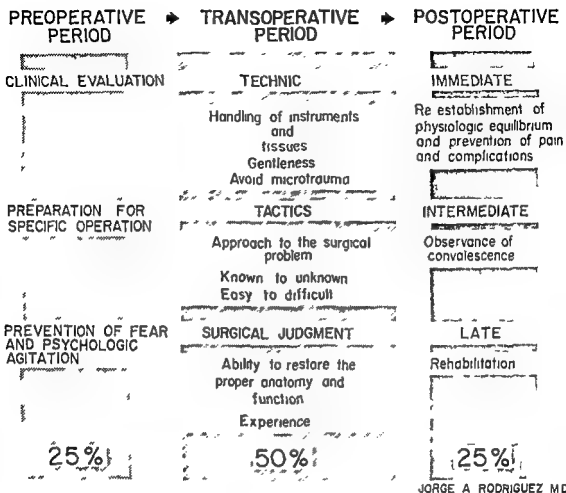 PREOPERATIVE
PERIOD
CLINICAL EVALUATION
PREPARATION FOR
SPECIFIC OPERATION
PREVENTION OF FEAR
AND PSYCHOLOGIC
AGITATION
25%
TRANSOPERATIVE
PERIOD
TECHNIC
Handling of instruments
and
tissues
Gentleness
Avoid microtrauma
TACTICS
Approach to the surgical
problem
Known to unknown
Easy to difficult
SURGICAL JUDGMENT
Ability to restore the
proper anatomy and
function
Experience
50%
POSTOPERATIVE
PERIOD
IMMEDIATE
Re establishment of
physiologic equilibrium
and prevention of pain
and complications
INTERMEDIATE
Observance of
convalescence
LATE
Rehabilitation
25%
JORGE A RODRIGUEZ MD